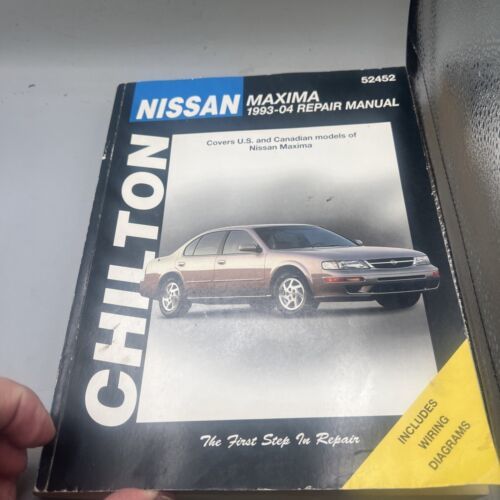 52452
NISSAN MAXIMA
1993-04 REPAIR MANUAL
Covers U.S. and Canadian models of
Nissan Maxima
CHILTON
INCLUDES
WIRING
DIAGRAMS
The First Step In Repair